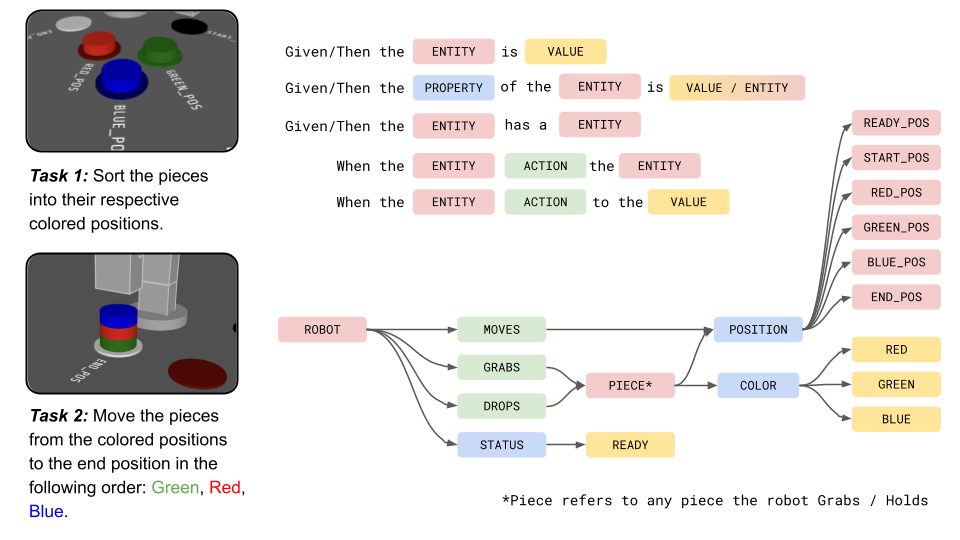 RED_POS
GREEN_POS
BLUE_PO
Task 1: Sort the pieces
into their respective
colored positions.
END_POS
Task 2: Move the pieces
from the colored positions
to the end position in the
following order: Green, Red,
Blue.
Given/Then the ENTITY is VALUE
Given/Then the PROPERTY of the ENTITY is VALUE / ENTITY
Given/Then the ENTITY has a ENTITY
When the ENTITY ACTION the ENTITY
When the ENTITY ACTION to the VALUE
ROBOT
MOVES
GRABS
DROPS
STATUS
PIECE*
READY
POSITION
COLOR
READY_POS
START_POS
RED_POS
GREEN_POS
BLUE_POS
END_POS
RED
GREEN
BLUE
*Piece refers to any piece the robot Grabs / Holds